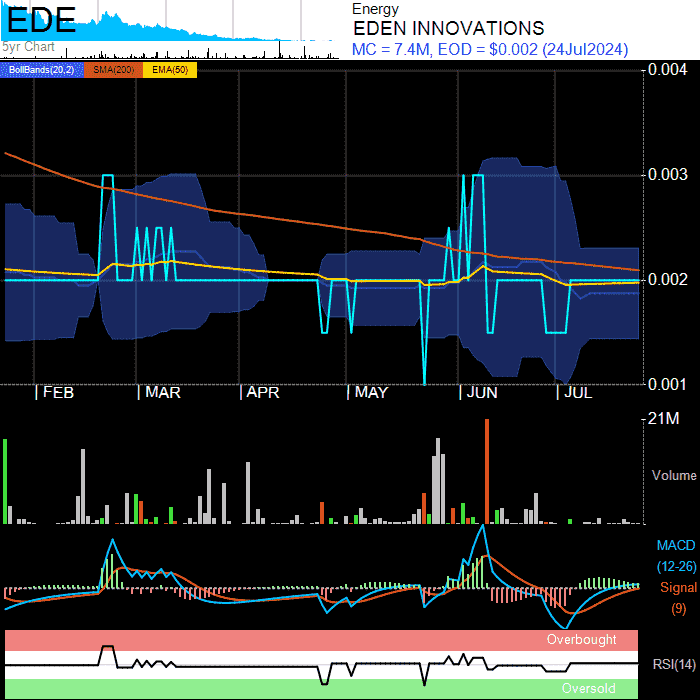 EDE
5yr Chart
Energy
EDEN INNOVATIONS
MC = 7.4M, EOD = $0.002 (24Jul2024)
BollBands(20,2) SMA(200) EMA(50)
0.004
0.003
0.002
0.001
FEB MAR APR MAY JUN JUL
21M
Volume
MACD
(12-26)
Signal
(9)
Overbought
RSI(14)
Oversold